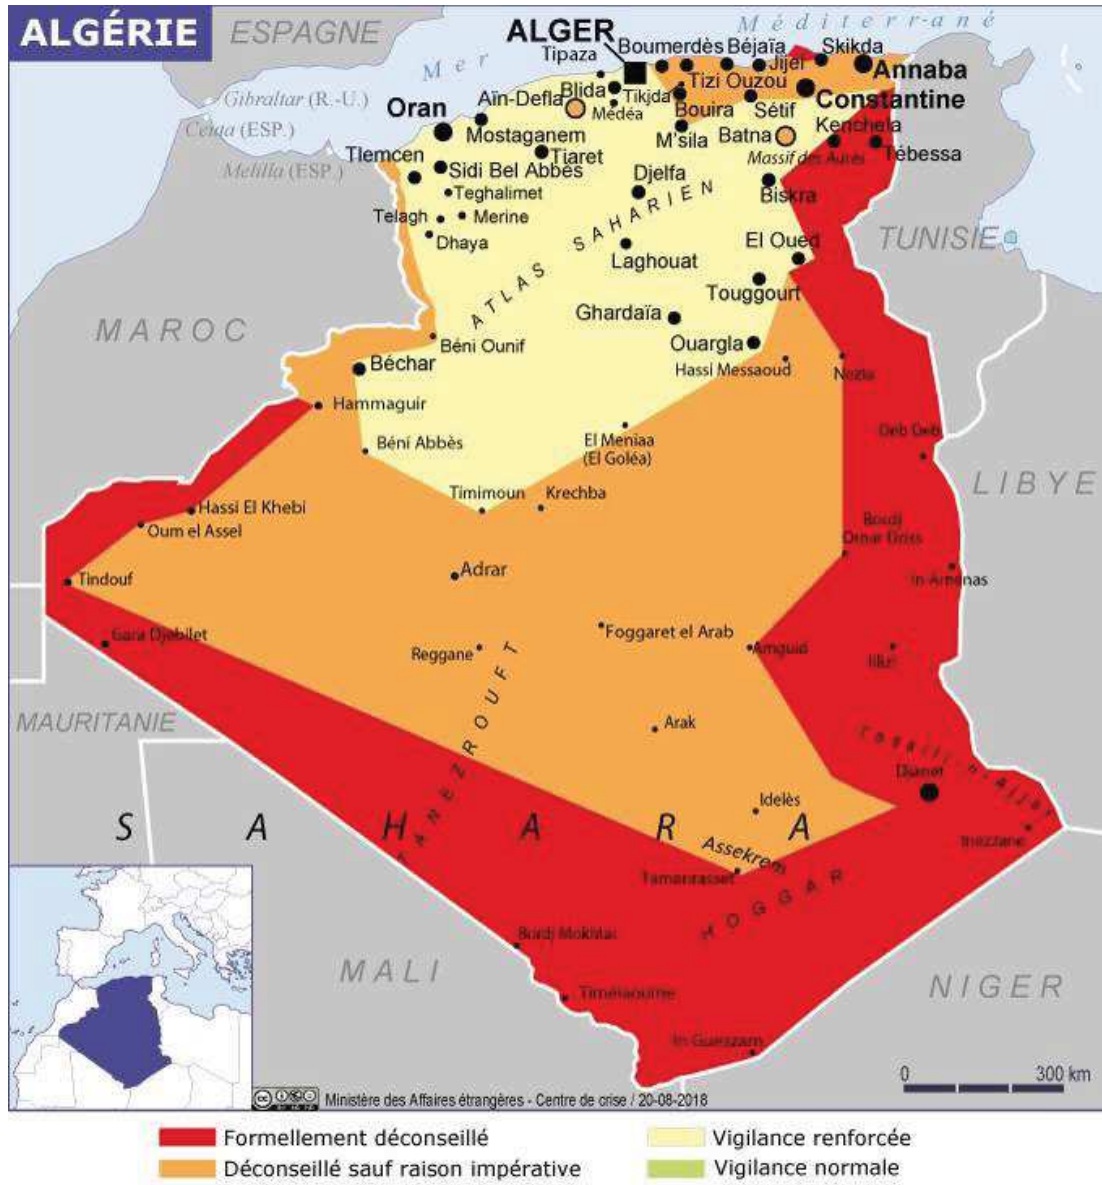 ALGÉRIE
ESPAGNE
Mer
Méditerrané
ALGER
Tipaza
Boumerdès
Béjaïa
Skikda
Jijel
Annaba
Gibraltar (R.-U.)
Oran
Aïn-Defla
Blida
Tikjda
Tizi Ouzou
Constantine
Médéa
Bouira
Sétif
Ceuta (ESP.)
Mostaganem
M'sila
Batna
Kenchela
Tlemcen
Tiaret
Massif des Aurès
Tébessa
Melilla (ESP.)
Sidi Bel Abbès
Djelfa
Biskra
Teghalimet
Telagh
Merine
Dhaya
ATLAS SAHARIEN
El Oued
TUNISIE
Laghouat
Touggourt
MAROC
Ghardaïa
Béni Ounif
Ouargla
Béchar
Hassi Messaoud
Nezla
Hammaguir
Deb Deb
Béni Abbès
El Meniaa
(El Goléa)
LIBYE
Timimoun
Krechba
Hassi El Khebi
Oum el Assel
Bordj
Omar Driss
Tindouf
Adrar
In Amenas
Gara Djebilet
Foggaret el Arab
Reggane
Amguid
Illizi
MAURITANIE
Arak
TANEZROUFT
Tassili-n-Ajjer
Djanet
Idelès
SAHARA
Inezzane
Assekrem
Tamanrasset
HOGGAR
Bordj Mokhtar
MALI
NIGER
Timéiaouine
In Guezzam
0
300 km
cc
Ministère des Affaires étrangères - Centre de crise / 20-08-2018
Formellement déconseillé
Vigilance renforcée
Déconseillé sauf raison impérative
Vigilance normale